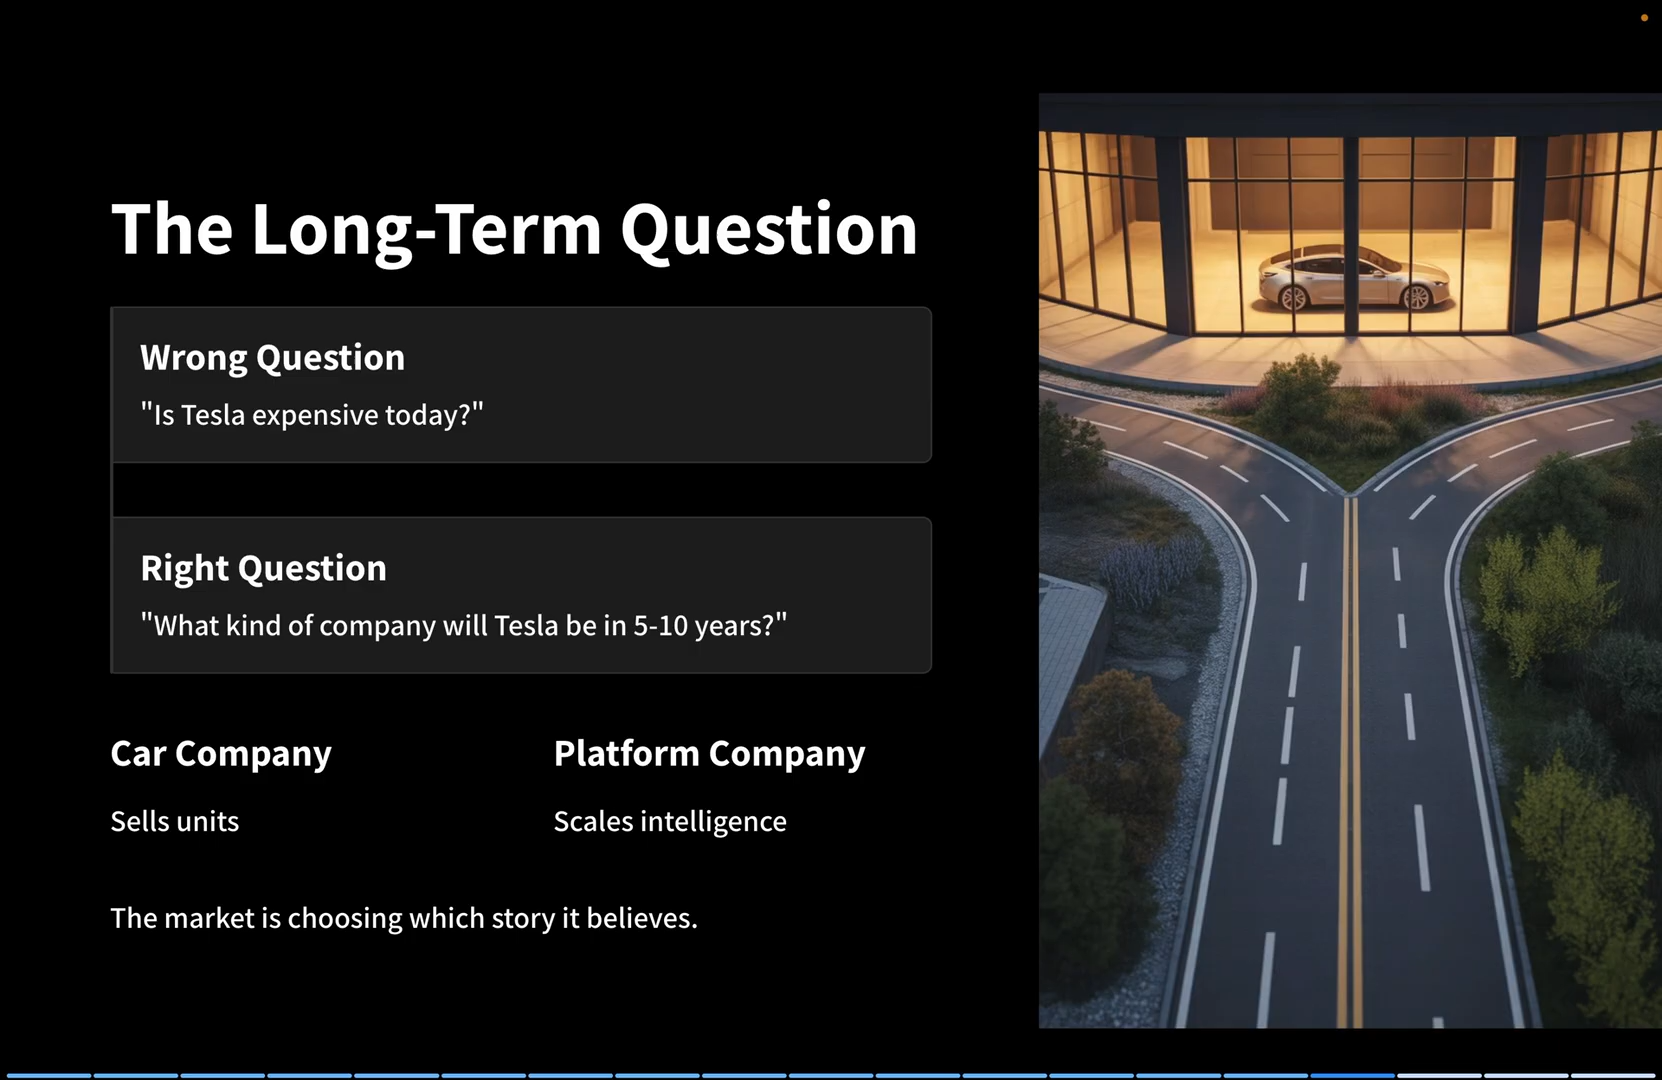 The Long-Term Question
Wrong Question
"Is Tesla expensive today?"
Right Question
"What kind of company will Tesla be in 5-10 years?"
Car Company
Sells units
Platform Company
Scales intelligence
The market is choosing which story it believes.